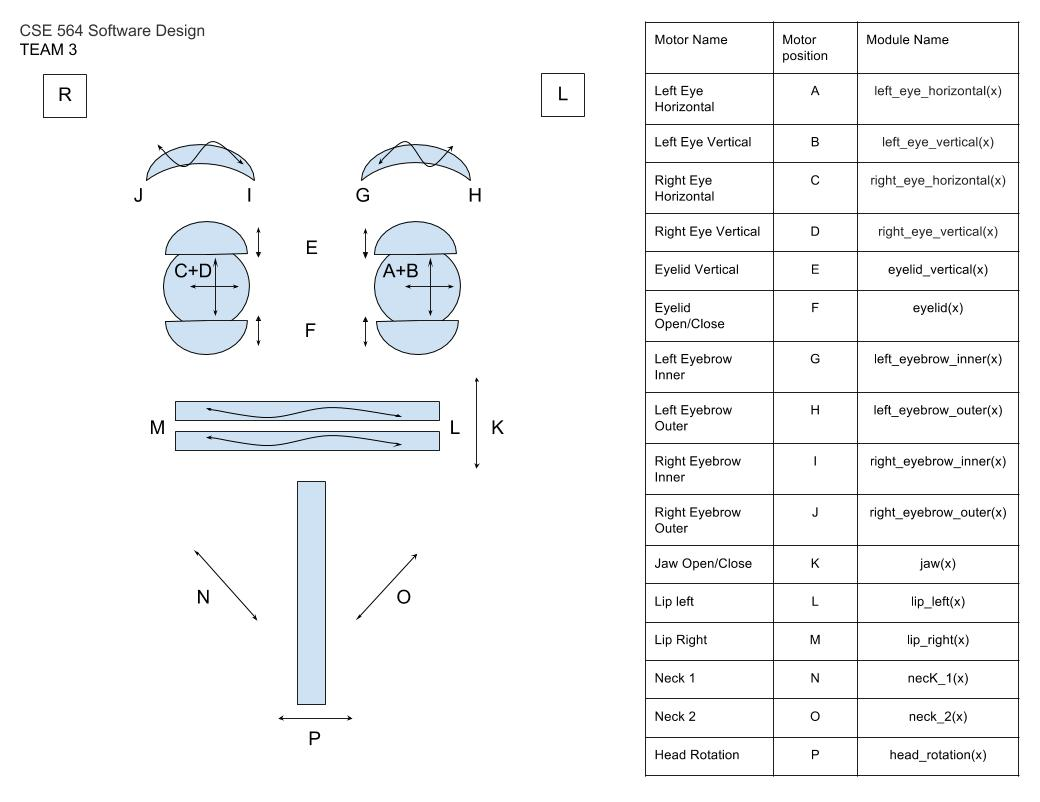 CSE 564 Software Design
TEAM 3
R
L
J
I
G
H
E
C+D
A+B
F
M
L
K
N
O
P
Motor Name
Motor
position
Module Name
Left Eye
Horizontal
A
left_eye_horizontal(x)
Left Eye Vertical
B
left_eye_vertical(x)
Right Eye
Horizontal
C
right_eye_horizontal(x)
Right Eye Vertical
D
right_eye_vertical(x)
Eyelid Vertical
E
eyelid_vertical(x)
Eyelid
Open/Close
F
eyelid(x)
Left Eyebrow
Inner
G
left_eyebrow_inner(x)
Left Eyebrow
Outer
H
left_eyebrow_outer(x)
Right Eyebrow
Inner
I
right_eyebrow_inner(x)
Right Eyebrow
Outer
J
right_eyebrow_outer(x)
Jaw Open/Close
K
jaw(x)
Lip left
L
lip_left(x)
Lip Right
M
lip_right(x)
Neck 1
N
necK_1(x)
Neck 2
O
neck_2(x)
Head Rotation
P
head_rotation(x)